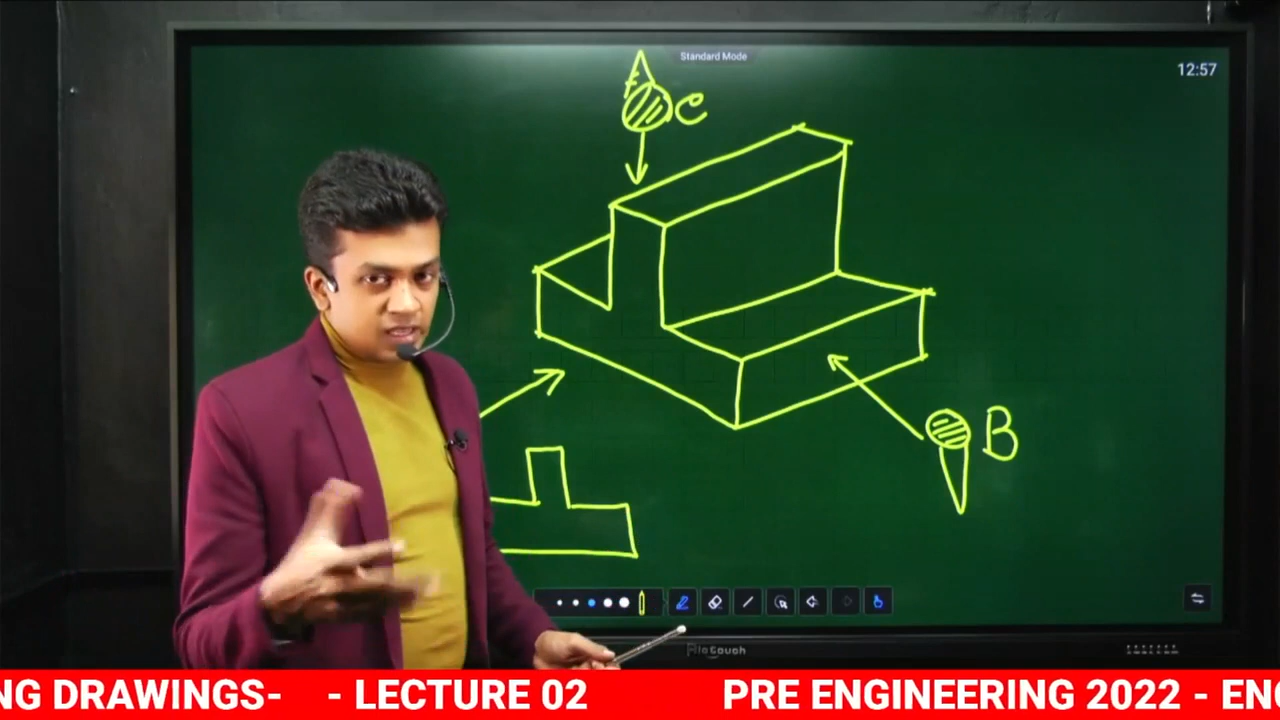 Standard Mode
12:57
C
B
NG DRAWINGS- - LECTURE 02 PRE ENGINEERING 2022 - ENG